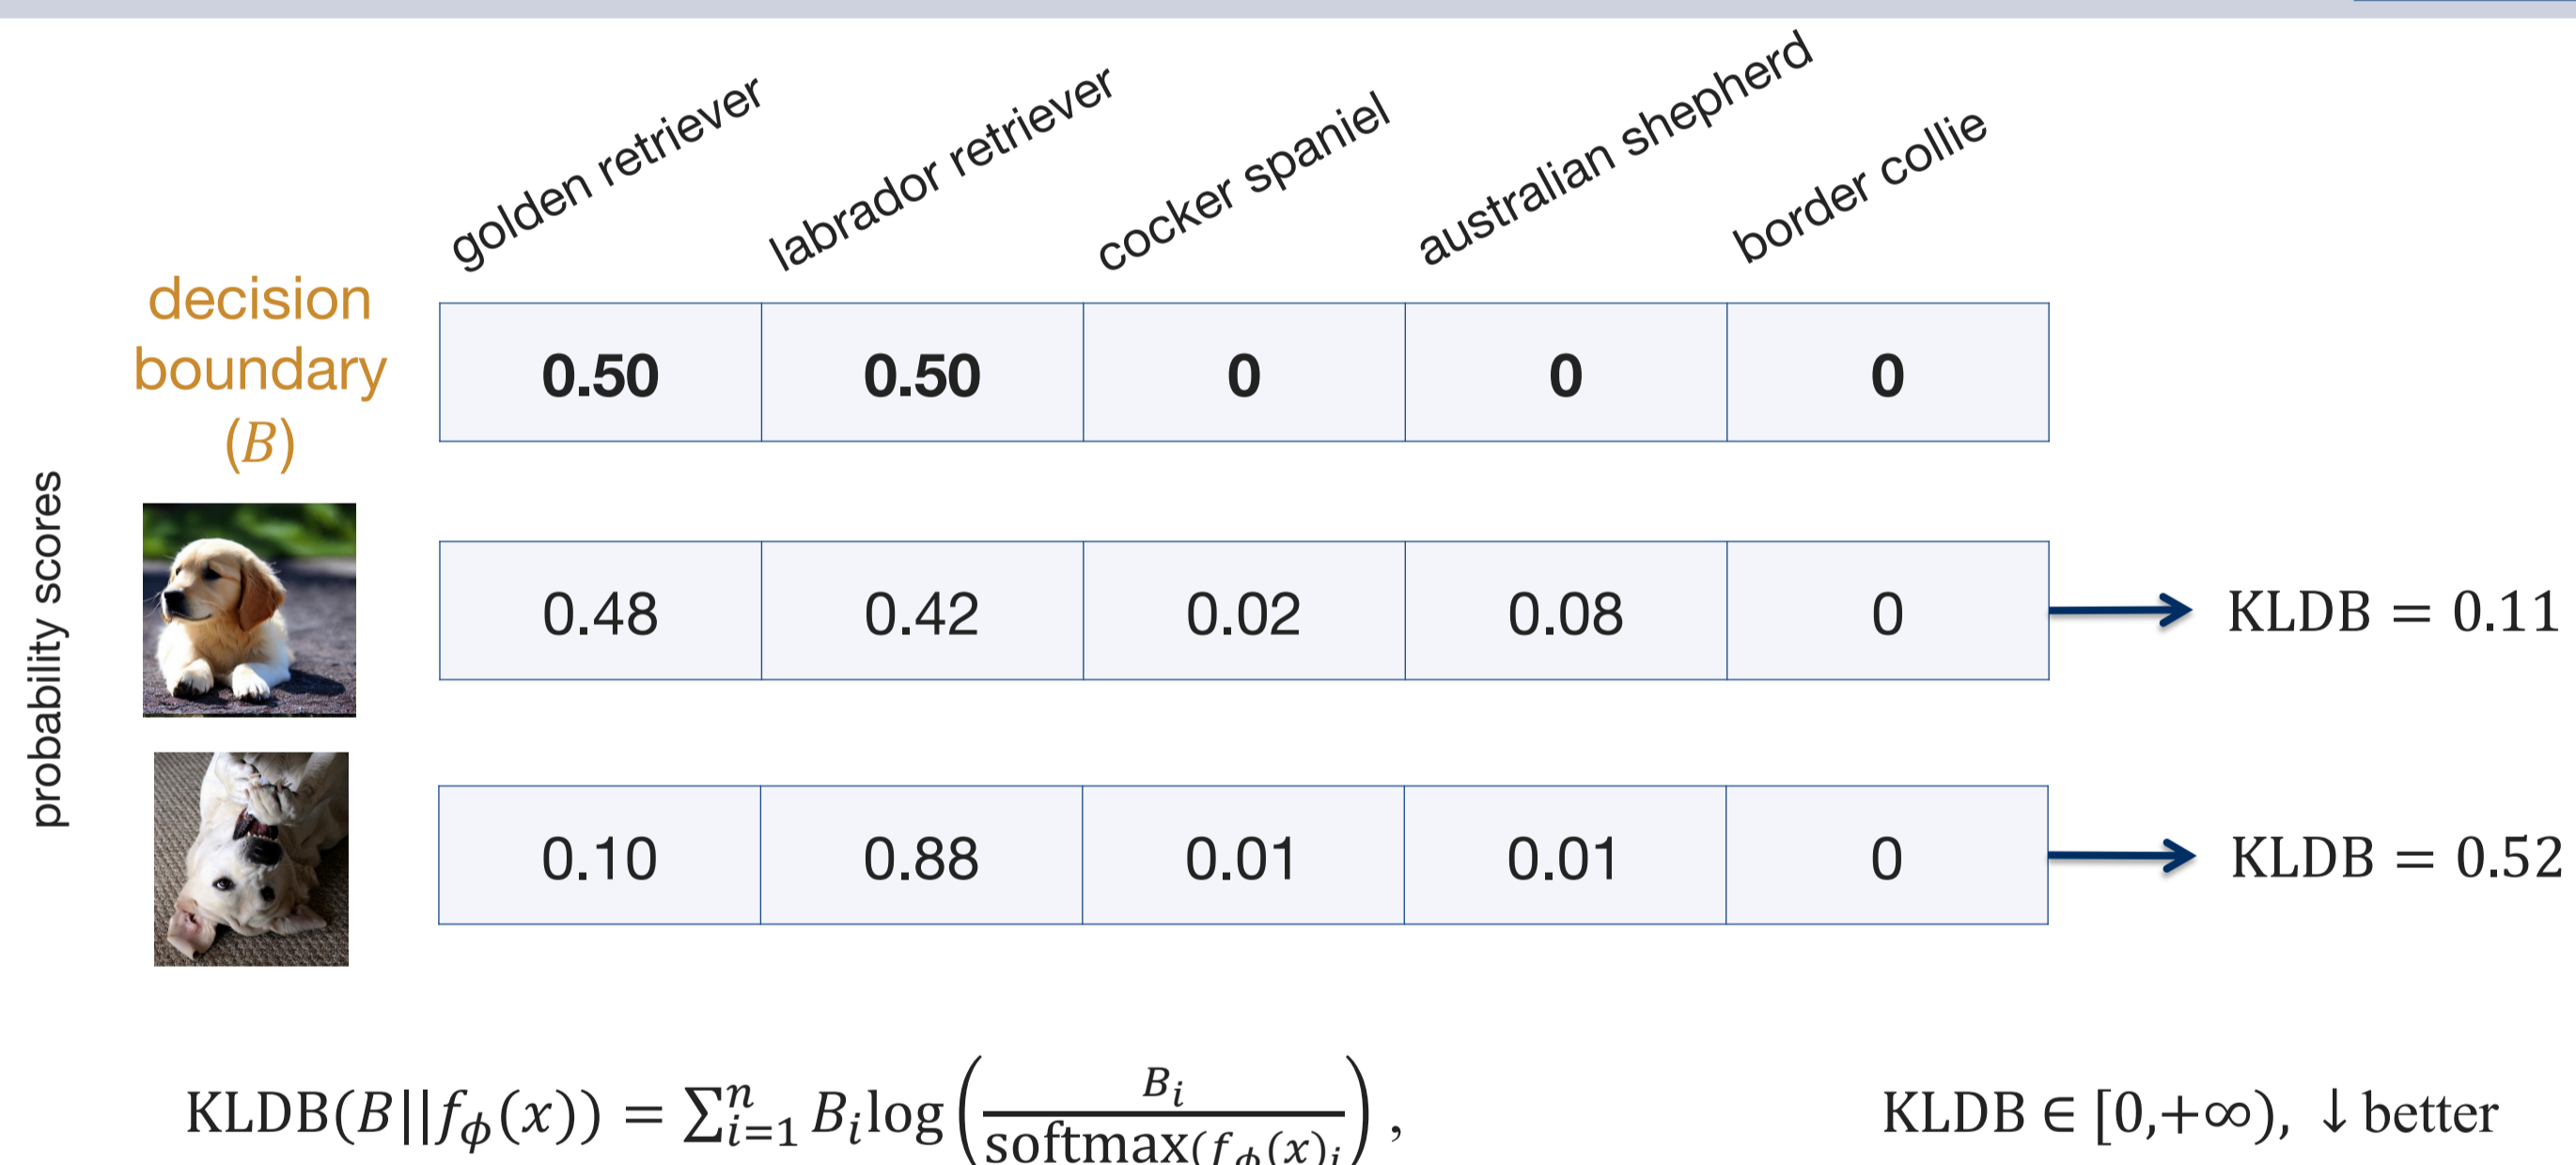 golden retriever
labrador retriever
cocker spaniel
australian shepherd
border collie
decision
boundary
(B)
0.50 0.50 0 0 0
probability scores
0.48 0.42 0.02 0.08 0 KLDB = 0.11
0.10 0.88 0.01 0.01 0 KLDB = 0.52
KLDB(B||f_ϕ(x)) = ∑_{i=1}^{n} B_i log(B_i / softmax(f_ϕ(x)_i), KLDB ∈ [0,+∞), ↓ better